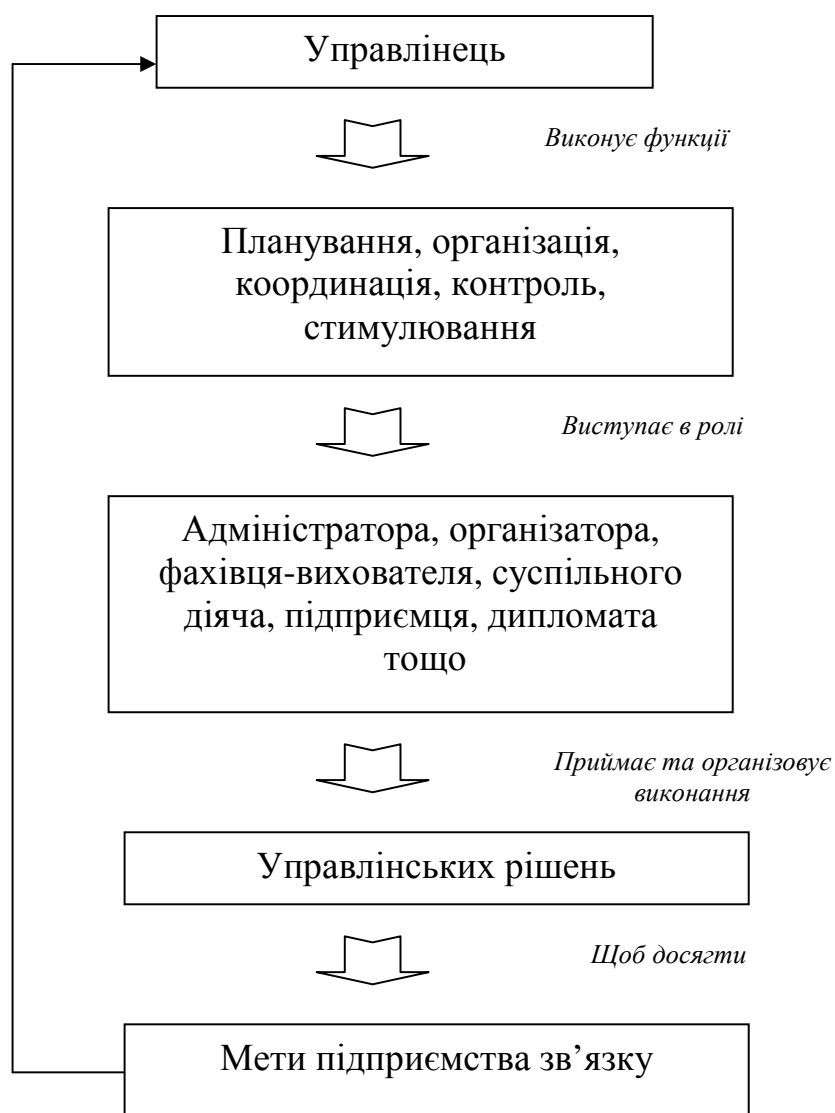 Управлінець
Виконує функції
Планування, організація,
координація, контроль,
стимулювання
Виступає в ролі
Адміністратора, організатора,
фахівця-вихователя, суспільного
діяча, підприємця, дипломата
тощо
Приймає та організовує
виконання
Управлінських рішень
Щоб досягти
Мети підприємства зв’язку